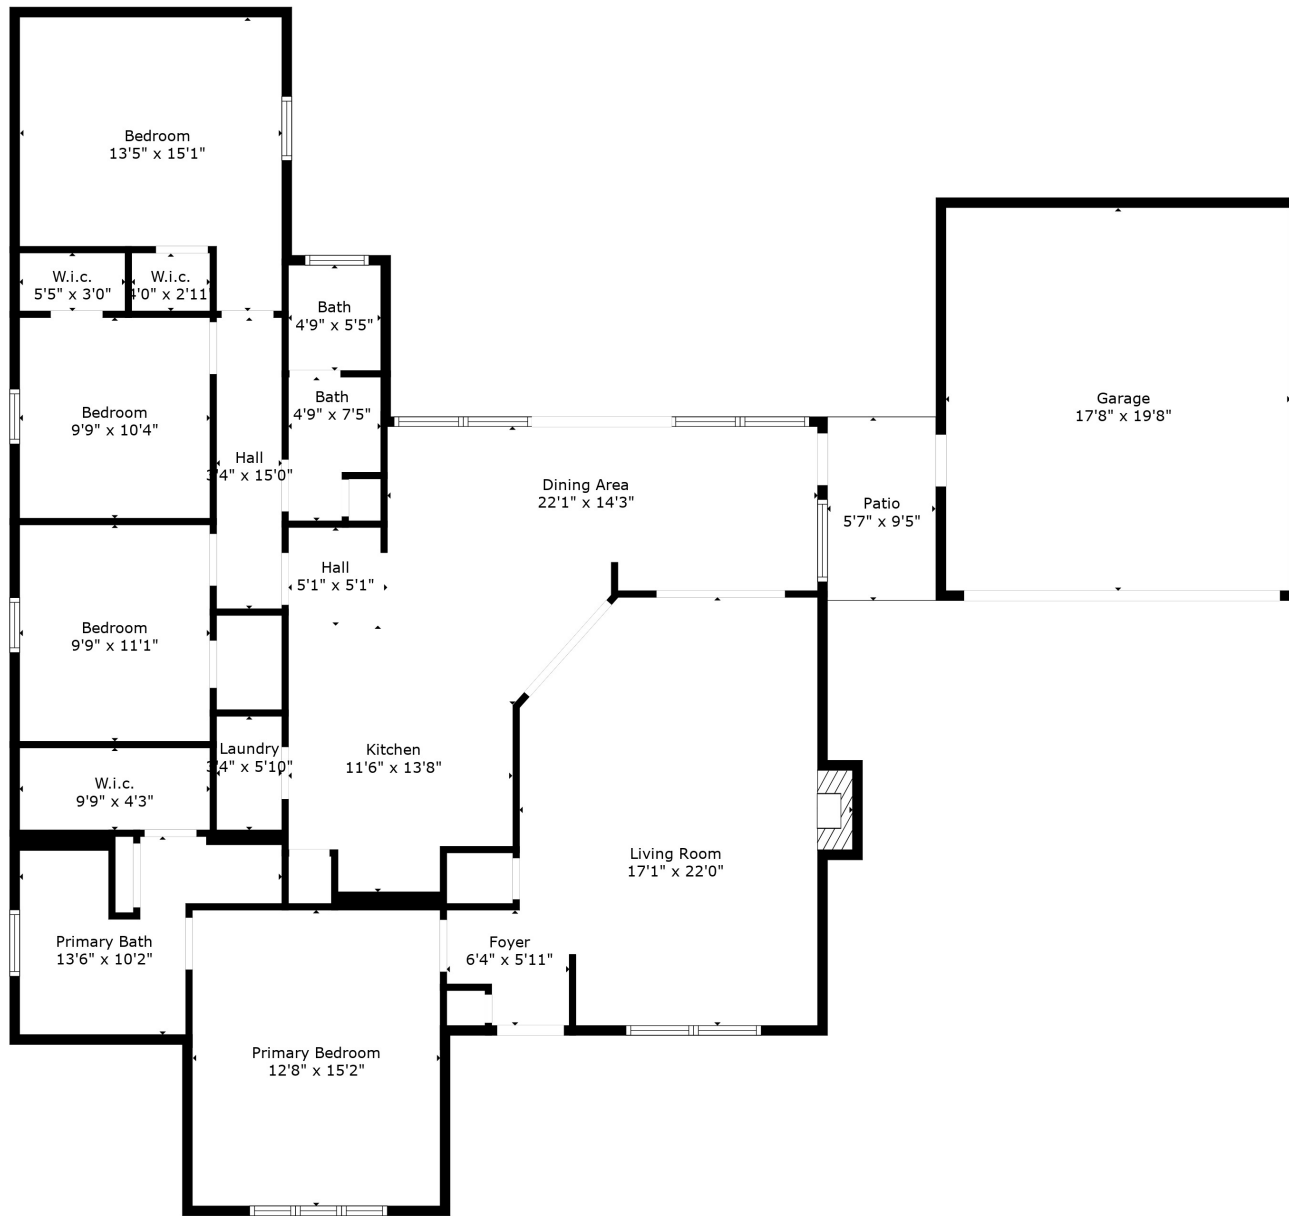 Bedroom
13'5" x 15'1"
W.i.c.
5'5" x 3'0"
W.i.c.
4'0" x 2'11"
Bath
4'9" x 5'5"
Bath
4'9" x 7'5"
Bedroom
9'9" x 10'4"
Hall
3'4" x 15'0"
Garage
17'8" x 19'8"
Dining Area
22'1" x 14'3"
Patio
5'7" x 9'5"
Hall
5'1" x 5'1"
Bedroom
9'9" x 11'1"
Laundry
3'4" x 5'10"
Kitchen
11'6" x 13'8"
W.i.c.
9'9" x 4'3"
Living Room
17'1" x 22'0"
Primary Bath
13'6" x 10'2"
Foyer
6'4" x 5'11"
Primary Bedroom
12'8" x 15'2"